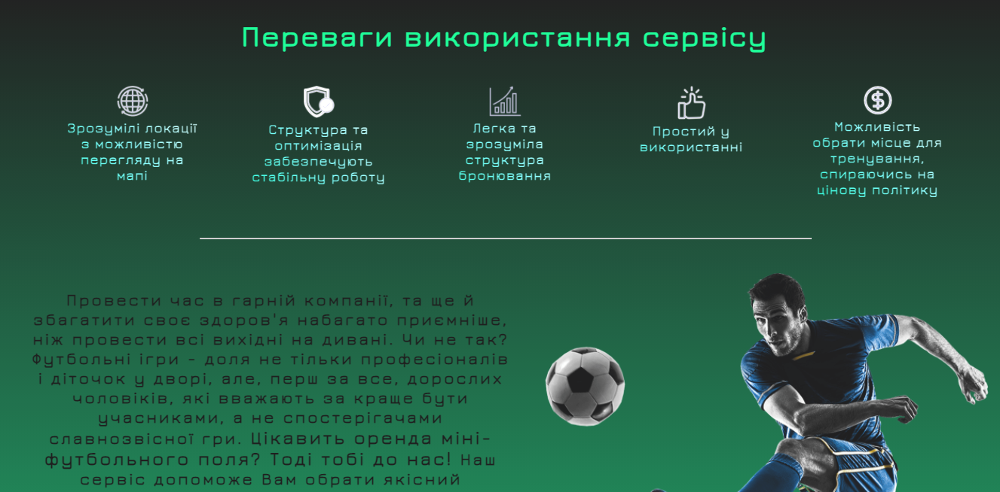 Переваги використання сервісу
Зрозумілі локації
з можливістю
перегляду на
мапі
Структура та
оптимізація
забезпечують
стабільну роботу
Легка та
зрозуміла
структура
бронювання
Простий у
використанні
Можливість
обрати місце для
тренування,
спираючись на
цінову політику
Провести час в гарній компанії, та ще й
збагатити своє здоров'я набагато приємніше,
ніж провести всі вихідні на дивані. Чи не так?
Футбольні ігри - доля не тільки професіоналів
і діточок у дворі, але, перш за все, дорослих
чоловіків, які вважають за краще бути
учасниками, а не спостерігачами
славнозвісної гри. Цікавить оренда міні-
футбольного поля? Тоді тобі до нас! Наш
сервіс допоможе Вам обрати якісний